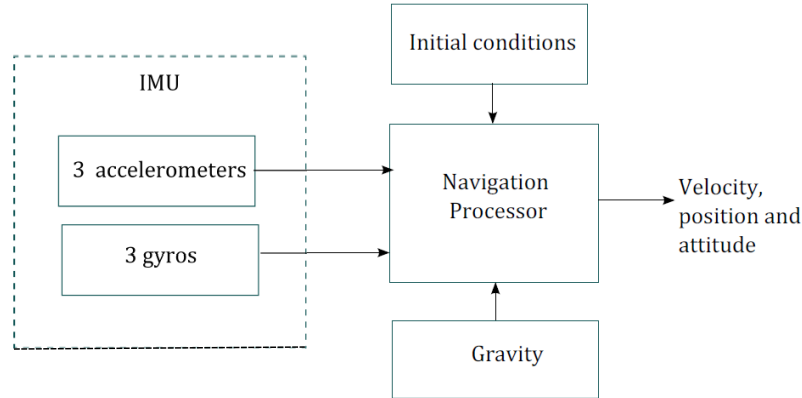 Initial conditions
IMU
3 accelerometers
Navigation
Processor
Velocity,
position and
attitude
3 gyros
Gravity